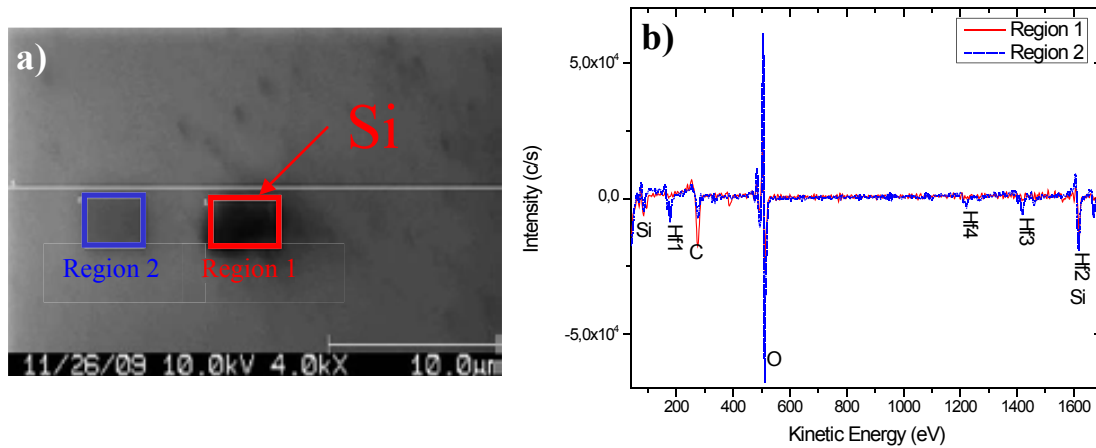 a)
Si
Region 2
Region 1
11/26/09 10.0kV 4.0kX 10.0µm
b)
Region 1
Region 2
Intensity (c/s)
5,0x10⁴
0,0
-5,0x10⁴
Si
Hf1
C
O
Hf4
Hf3
Hf2
Si
200 400 600 800 1000 1200 1400 1600
Kinetic Energy (eV)